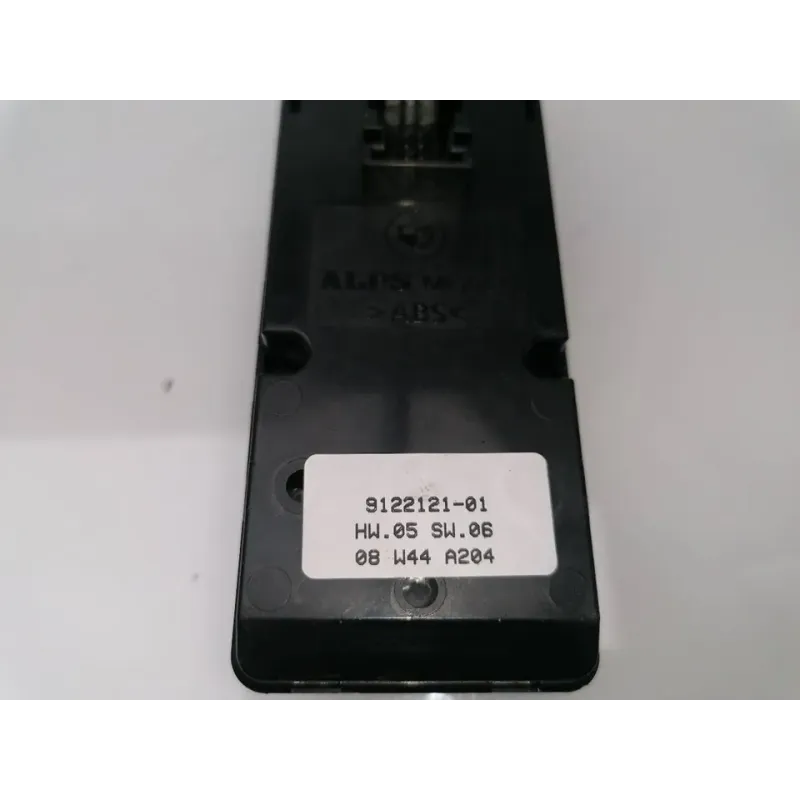 ALPS
>ABS<
9122121-01
HW.05 SW.06
08 W44 A204